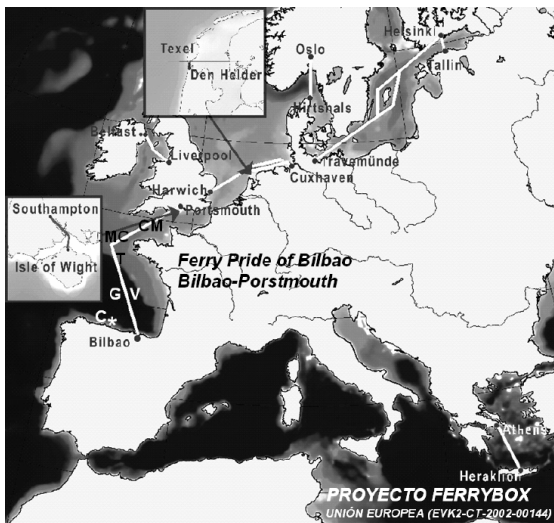 Texel
Den Helder
Oslo
Helsinki
Tallin
Hirtshals
Belfast
Liverpool
Travemünde
Cuxhaven
Harwich
Portsmouth
Southampton
Isle of Wight
MC
CM
T
G V
C*
Bilbao
Ferry Pride of Bilbao
Bilbao-Porstmouth
Athens
Heraklion
PROYECTO FERRYBOX
UNIÓN EUROPEA (EVK2-CT-2002-00144)